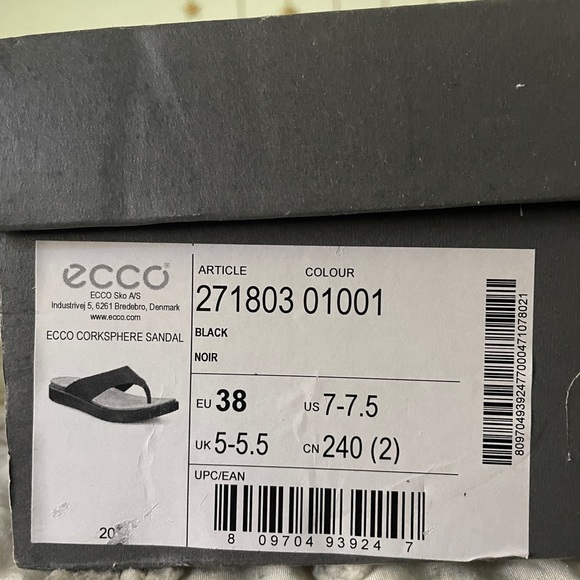 ecco®
ECCO Sko A/S
Industrivej 5, 6261 Bredebro, Denmark
www.ecco.com
ECCO CORKSPHERE SANDAL
ARTICLE COLOUR
271803 01001
BLACK
NOIR
EU 38 US 7-7.5
UK 5-5.5 CN 240 (2)
UPC/EAN
8 09704 93924 7
80970493924770004710780​21